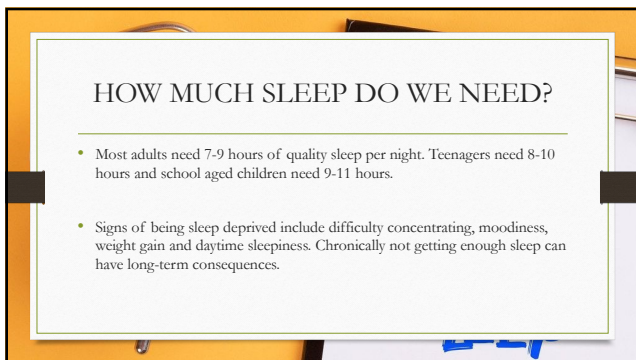 HOW MUCH SLEEP DO WE NEED?
• Most adults need 7-9 hours of quality sleep per night. Teenagers need 8-10
hours and school aged children need 9-11 hours.
• Signs of being sleep deprived include difficulty concentrating, moodiness,
weight gain and daytime sleepiness. Chronically not getting enough sleep can
have long-term consequences.